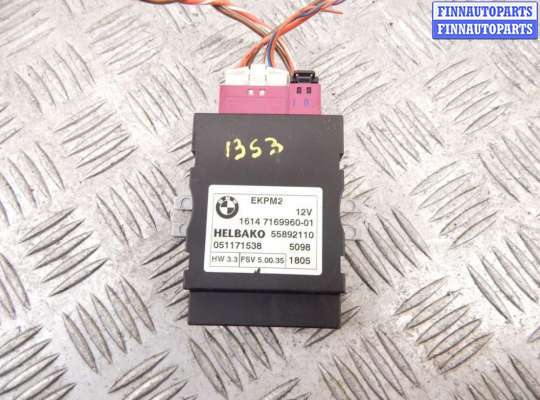 FINNAUTOPARTS
FINNAUTOPARTS
1353
EKPM2
12V
1614 7169960-01
HELBAKO 55892110
051171538 5098
HW 3.3 FSV 5.00.35 1805